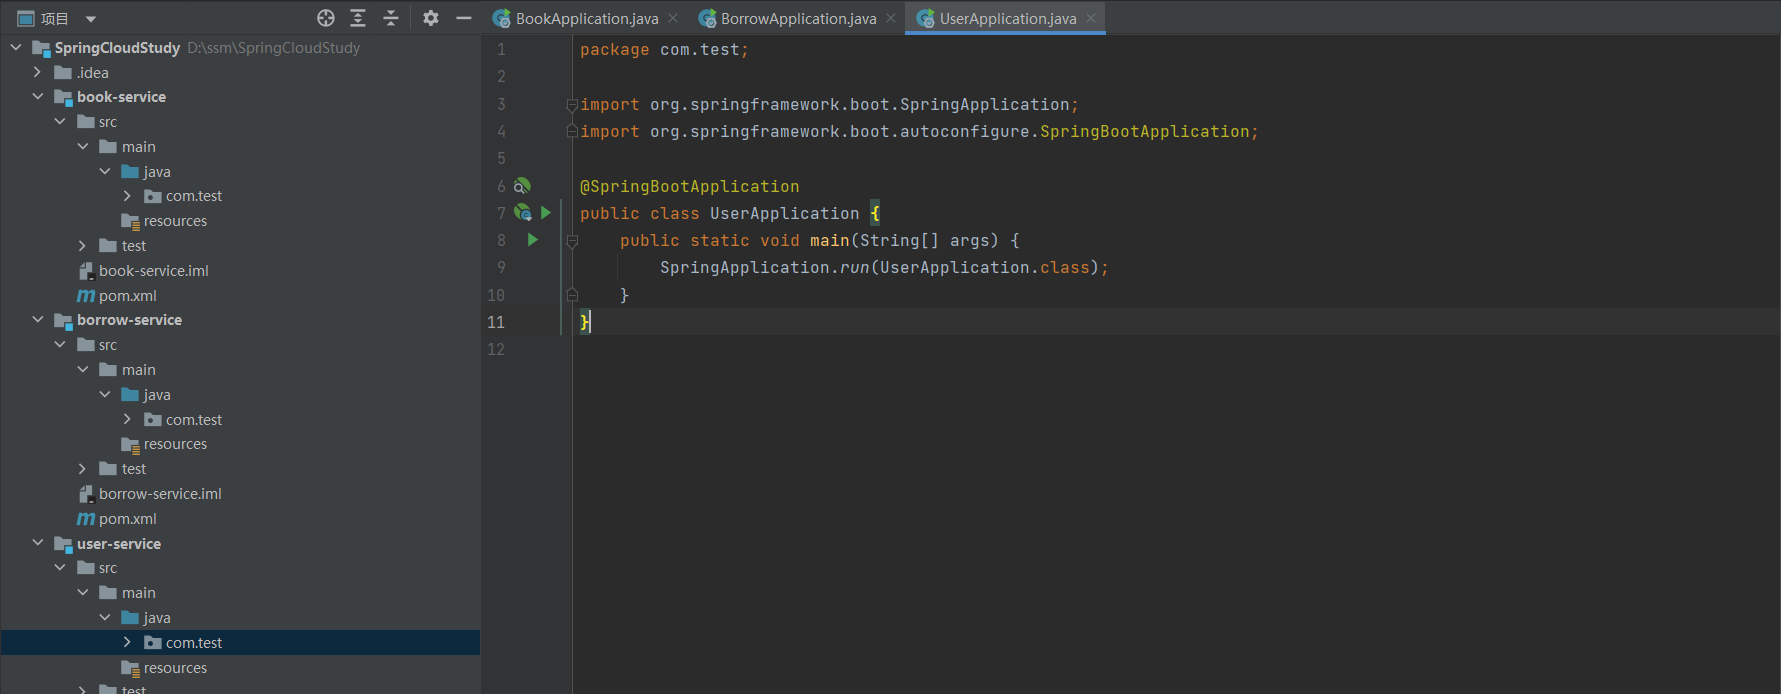 项目
SpringCloudStudy D:\ssm\SpringCloudStudy
.idea
book-service
src
main
java
com.test
resources
test
book-service.iml
pom.xml
borrow-service
src
main
java
com.test
resources
test
borrow-service.iml
pom.xml
user-service
src
main
java
com.test
resources
test
BookApplication.java BorrowApplication.java UserApplication.java
1 package com.test;
2
3 import org.springframework.boot.SpringApplication;
4 import org.springframework.boot.autoconfigure.SpringBootApplication;
5
6 @SpringBootApplication
7 public class UserApplication {
8 public static void main(String[] args) {
9 SpringApplication.run(UserApplication.class);
10 }
11 }
12